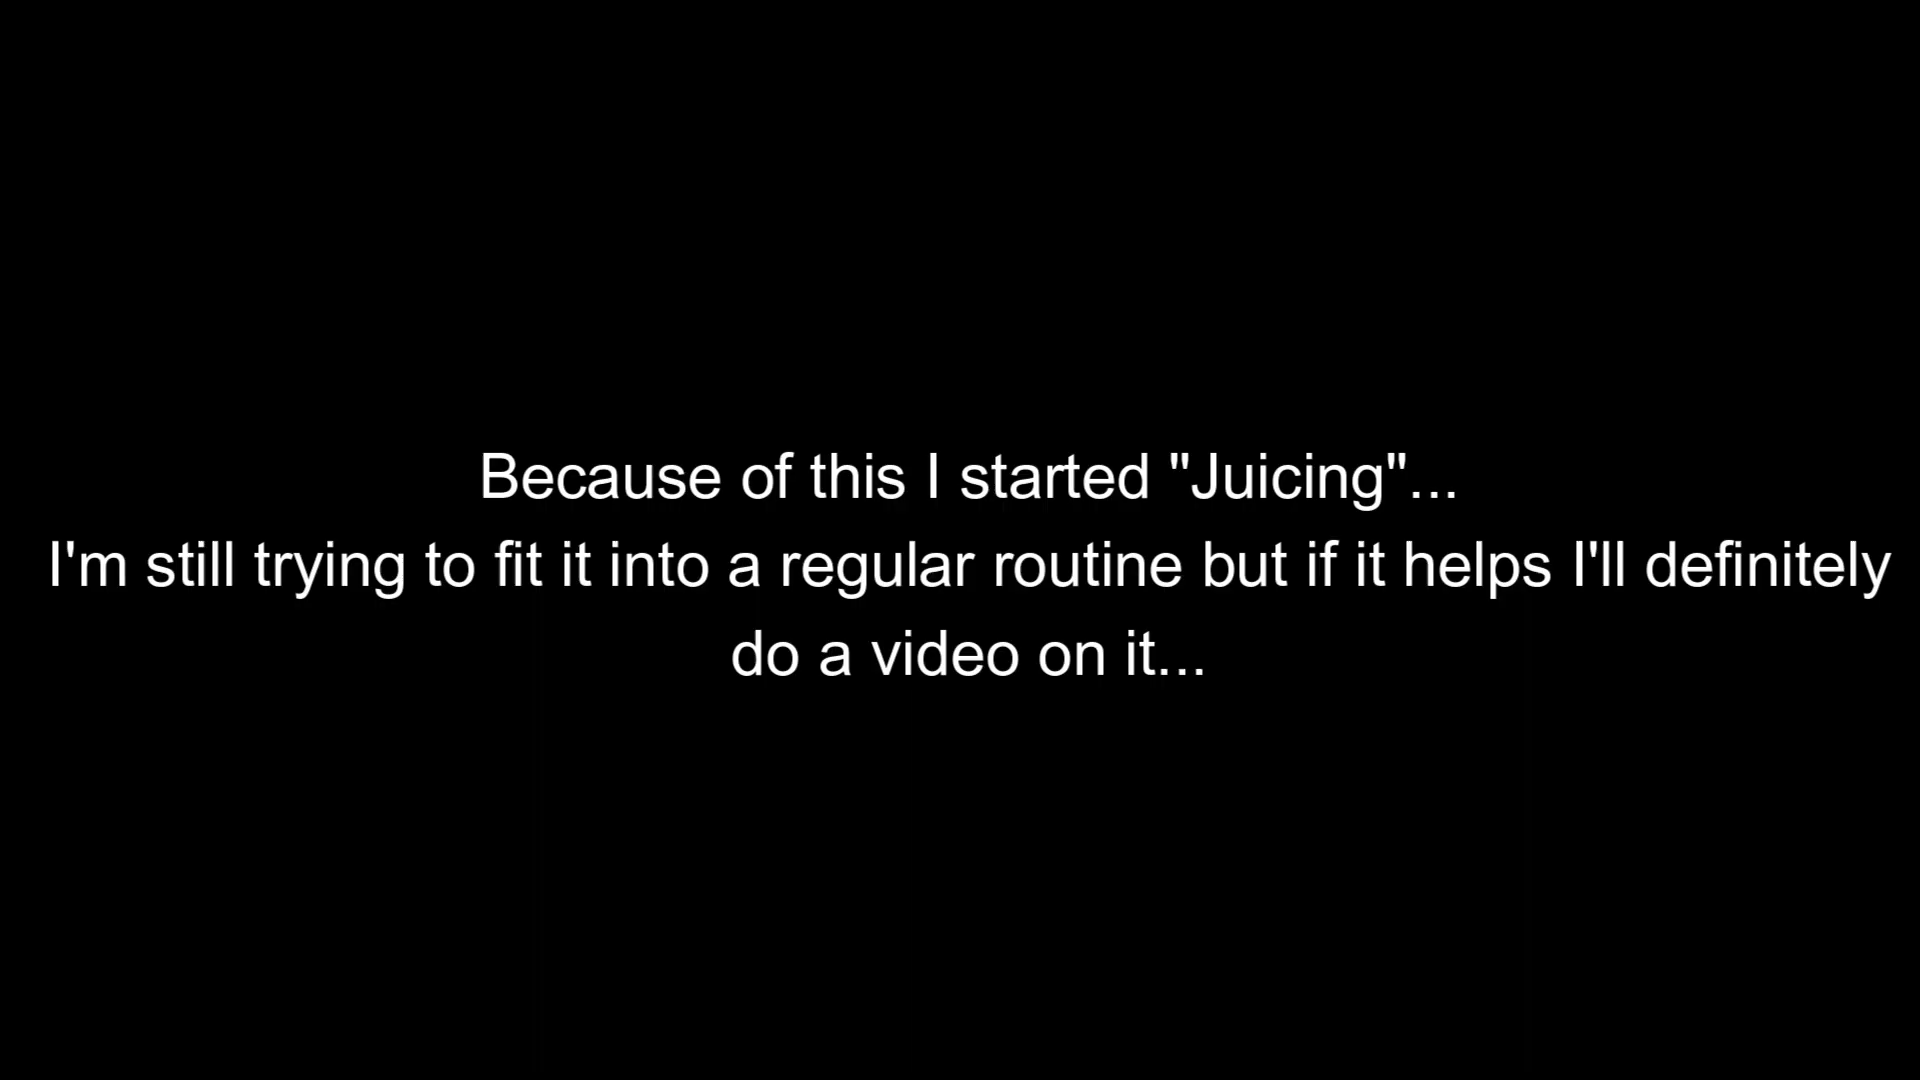 Because of this I started "Juicing"...
I'm still trying to fit it into a regular routine but if it helps I'll definitely
do a video on it...